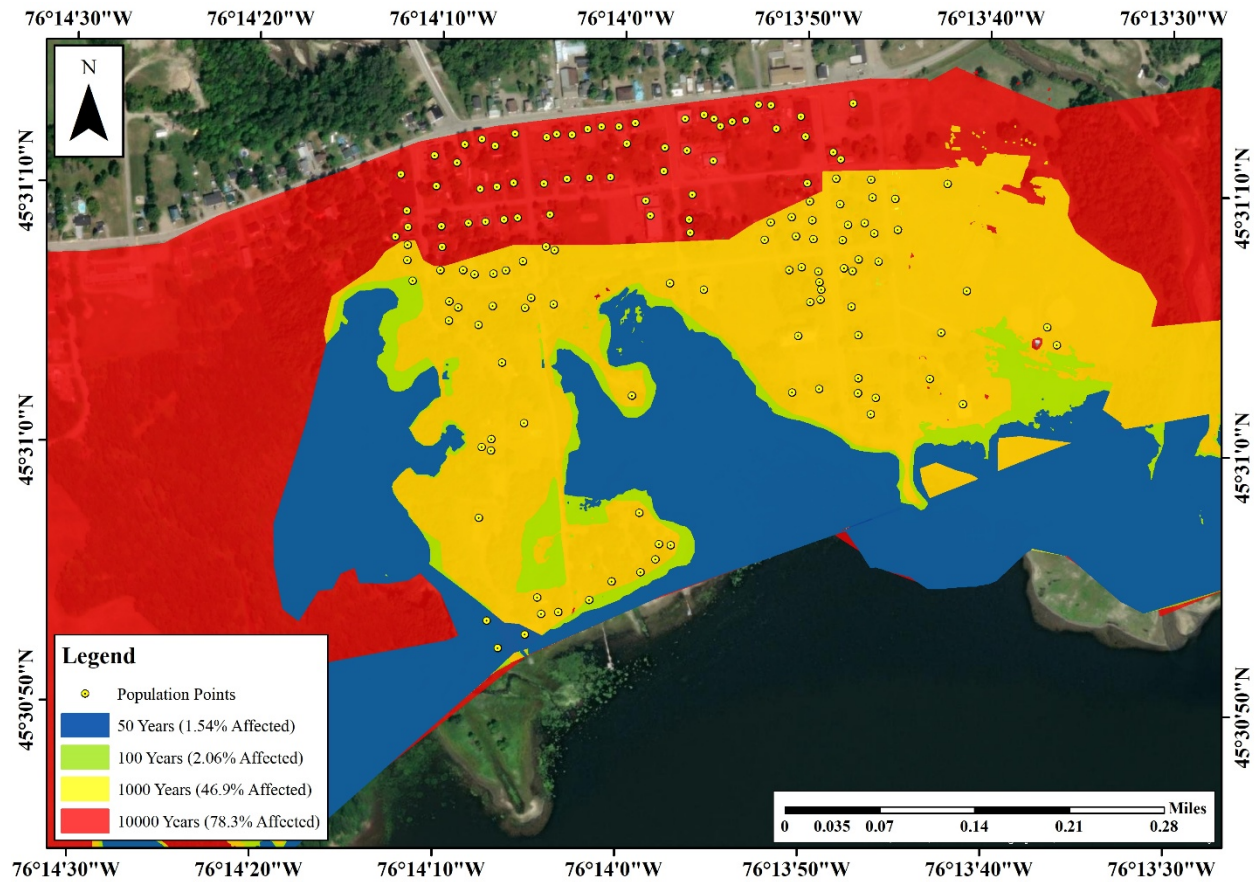 76°14'30"W 76°14'20"W 76°14'10"W 76°14'0"W 76°13'50"W 76°13'40"W 76°13'30"W
N
45°31'10"N
45°31'10"N
45°31'0"N
45°31'0"N
45°30'50"N
45°30'50"N
Legend
Population Points
50 Years (1.54% Affected)
100 Years (2.06% Affected)
1000 Years (46.9% Affected)
10000 Years (78.3% Affected)
Miles
0 0.035 0.07 0.14 0.21 0.28
76°14'30"W 76°14'20"W 76°14'10"W 76°14'0"W 76°13'50"W 76°13'40"W 76°13'30"W